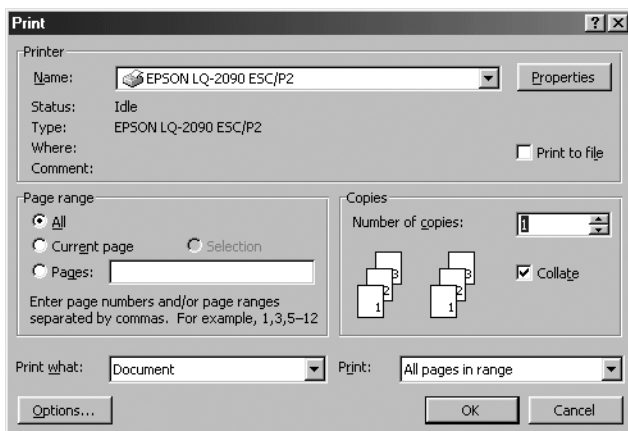 Print
Printer
Name: EPSON LQ-2090 ESC/P2 Properties
Status: Idle
Type: EPSON LQ-2090 ESC/P2
Where:
Comment:
Print to file
Page range
All
Current page Selection
Pages:
Enter page numbers and/or page ranges
separated by commas. For example, 1,3,5–12
Copies
Number of copies: 1
3 3
2 2
1 1
Collate
Print what: Document Print: All pages in range
Options... OK Cancel